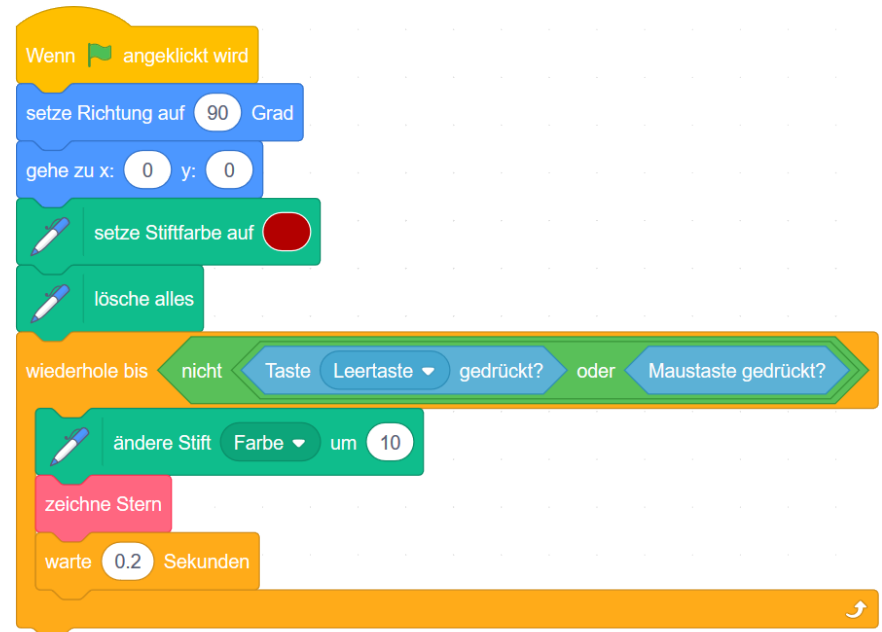 Wenn angeklickt wird
setze Richtung auf 90 Grad
gehe zu x: 0 y: 0
setze Stiftfarbe auf
lösche alles
wiederhole bis nicht Taste Leertaste gedrückt? oder Maustaste gedrückt?
ändere Stift Farbe um 10
zeichne Stern
warte 0.2 Sekunden